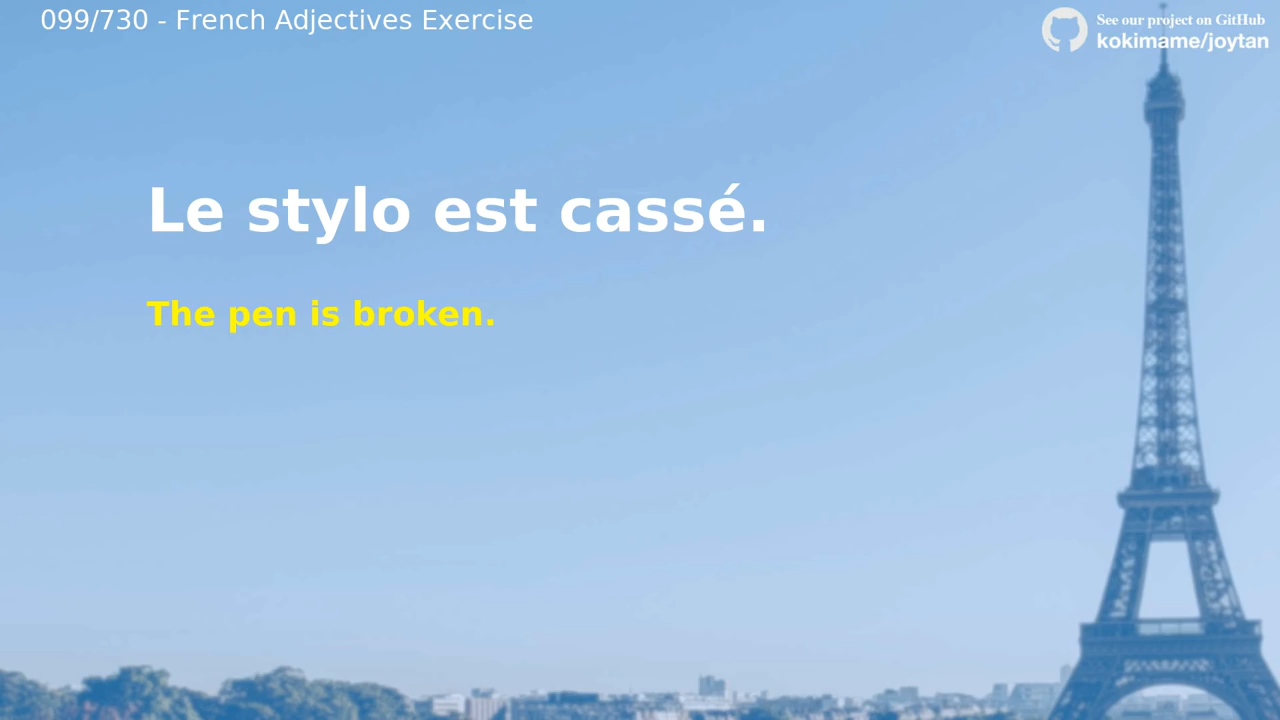 099/730 - French Adjectives Exercise
See our project on GitHub
kokimame/joytan
Le stylo est cassé.
The pen is broken.